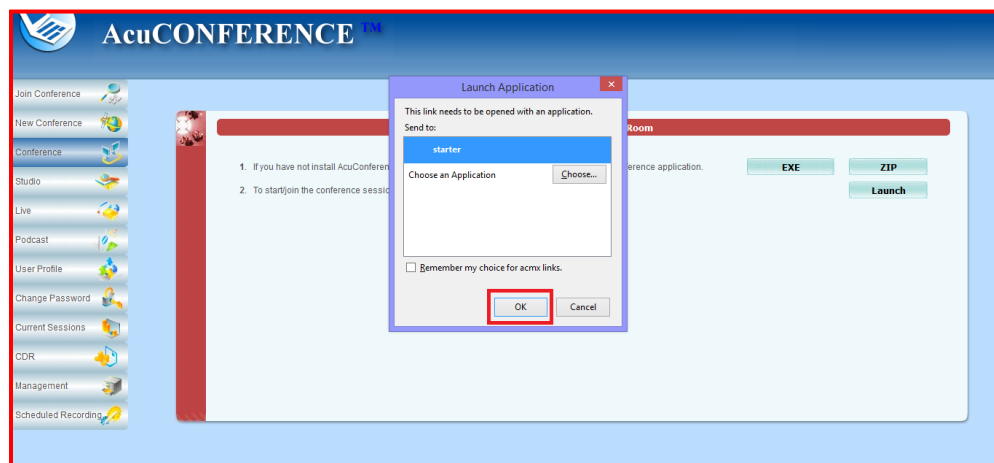 AcuCONFERENCE TM
Join Conference
New Conference
Conference
Studio
Live
Podcast
User Profile
Change Password
Current Sessions
CDR
Management
Scheduled Recording
Room
1. If you have not install AcuConferen
erence application.
EXE
ZIP
2. To start/join the conference sessic
Launch
Launch Application
This link needs to be opened with an application.
Send to:
starter
Choose an Application
Choose...
Remember my choice for acmx links.
OK
Cancel